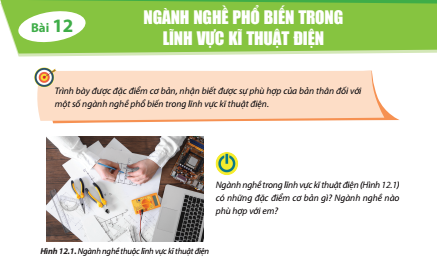 Bài 12
NGÀNH NGHỀ PHỔ BIẾN TRONG
LĨNH VỰC KĨ THUẬT ĐIỆN
Trình bày được đặc điểm cơ bản, nhận biết được sự phù hợp của bản thân đối với
một số ngành nghề phổ biến trong lĩnh vực kĩ thuật điện.
Ngành nghề trong lĩnh vực kĩ thuật điện (Hình 12.1)
có những đặc điểm cơ bản gì? Ngành nghề nào
phù hợp với em?
Hình 12.1. Ngành nghề thuộc lĩnh vực kĩ thuật điện